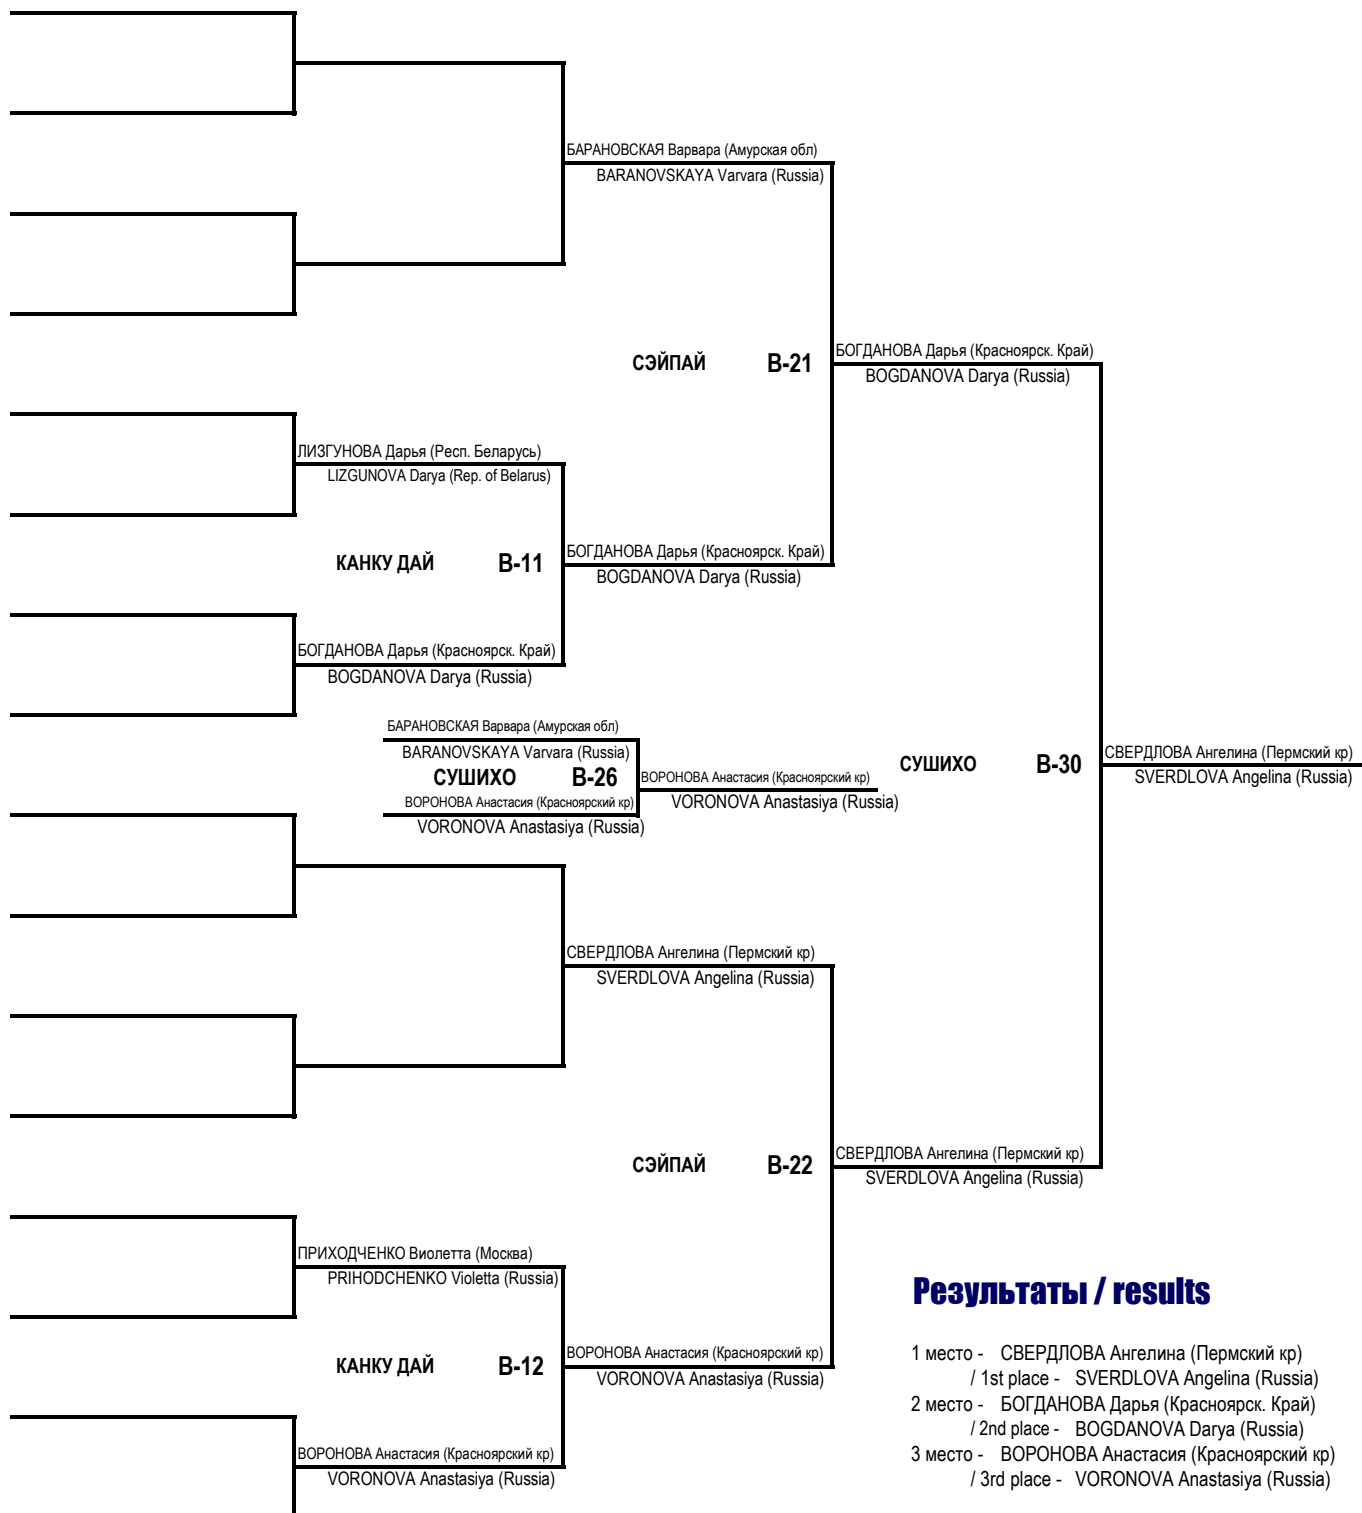 БАРАНОВСКАЯ Варвара (Амурская обл)
BARANOVSKAYA Varvara (Russia)
СЭЙПАЙ B-21
БОГДАНОВА Дарья (Красноярск. Край)
BOGDANOVA Darya (Russia)
ЛИЗГУНОВА Дарья (Респ. Беларусь)
LIZGUNOVA Darya (Rep. of Belarus)
КАНКУ ДАЙ B-11
БОГДАНОВА Дарья (Красноярск. Край)
BOGDANOVA Darya (Russia)
БОГДАНОВА Дарья (Красноярск. Край)
BOGDANOVA Darya (Russia)
БАРАНОВСКАЯ Варвара (Амурская обл)
BARANOVSKAYA Varvara (Russia)
СУШИХО B-26
ВОРОНОВА Анастасия (Красноярский кр)
VORONOVA Anastasiya (Russia)
ВОРОНОВА Анастасия (Красноярский кр)
VORONOVA Anastasiya (Russia)
СУШИХО B-30
СВЕРДЛОВА Ангелина (Пермский кр)
SVERDLOVA Angelina (Russia)
СВЕРДЛОВА Ангелина (Пермский кр)
SVERDLOVA Angelina (Russia)
СЭЙПАЙ B-22
СВЕРДЛОВА Ангелина (Пермский кр)
SVERDLOVA Angelina (Russia)
ПРИХОДЧЕНКО Виолетта (Москва)
PRIHODCHENKO Violetta (Russia)
КАНКУ ДАЙ B-12
ВОРОНОВА Анастасия (Красноярский кр)
VORONOVA Anastasiya (Russia)
ВОРОНОВА Анастасия (Красноярский кр)
VORONOVA Anastasiya (Russia)
Результаты / results
1 место - СВЕРДЛОВА Ангелина (Пермский кр)
/ 1st place - SVERDLOVA Angelina (Russia)
2 место - БОГДАНОВА Дарья (Красноярск. Край)
/ 2nd place - BOGDANOVA Darya (Russia)
3 место - ВОРОНОВА Анастасия (Красноярский кр)
/ 3rd place - VORONOVA Anastasiya (Russia)